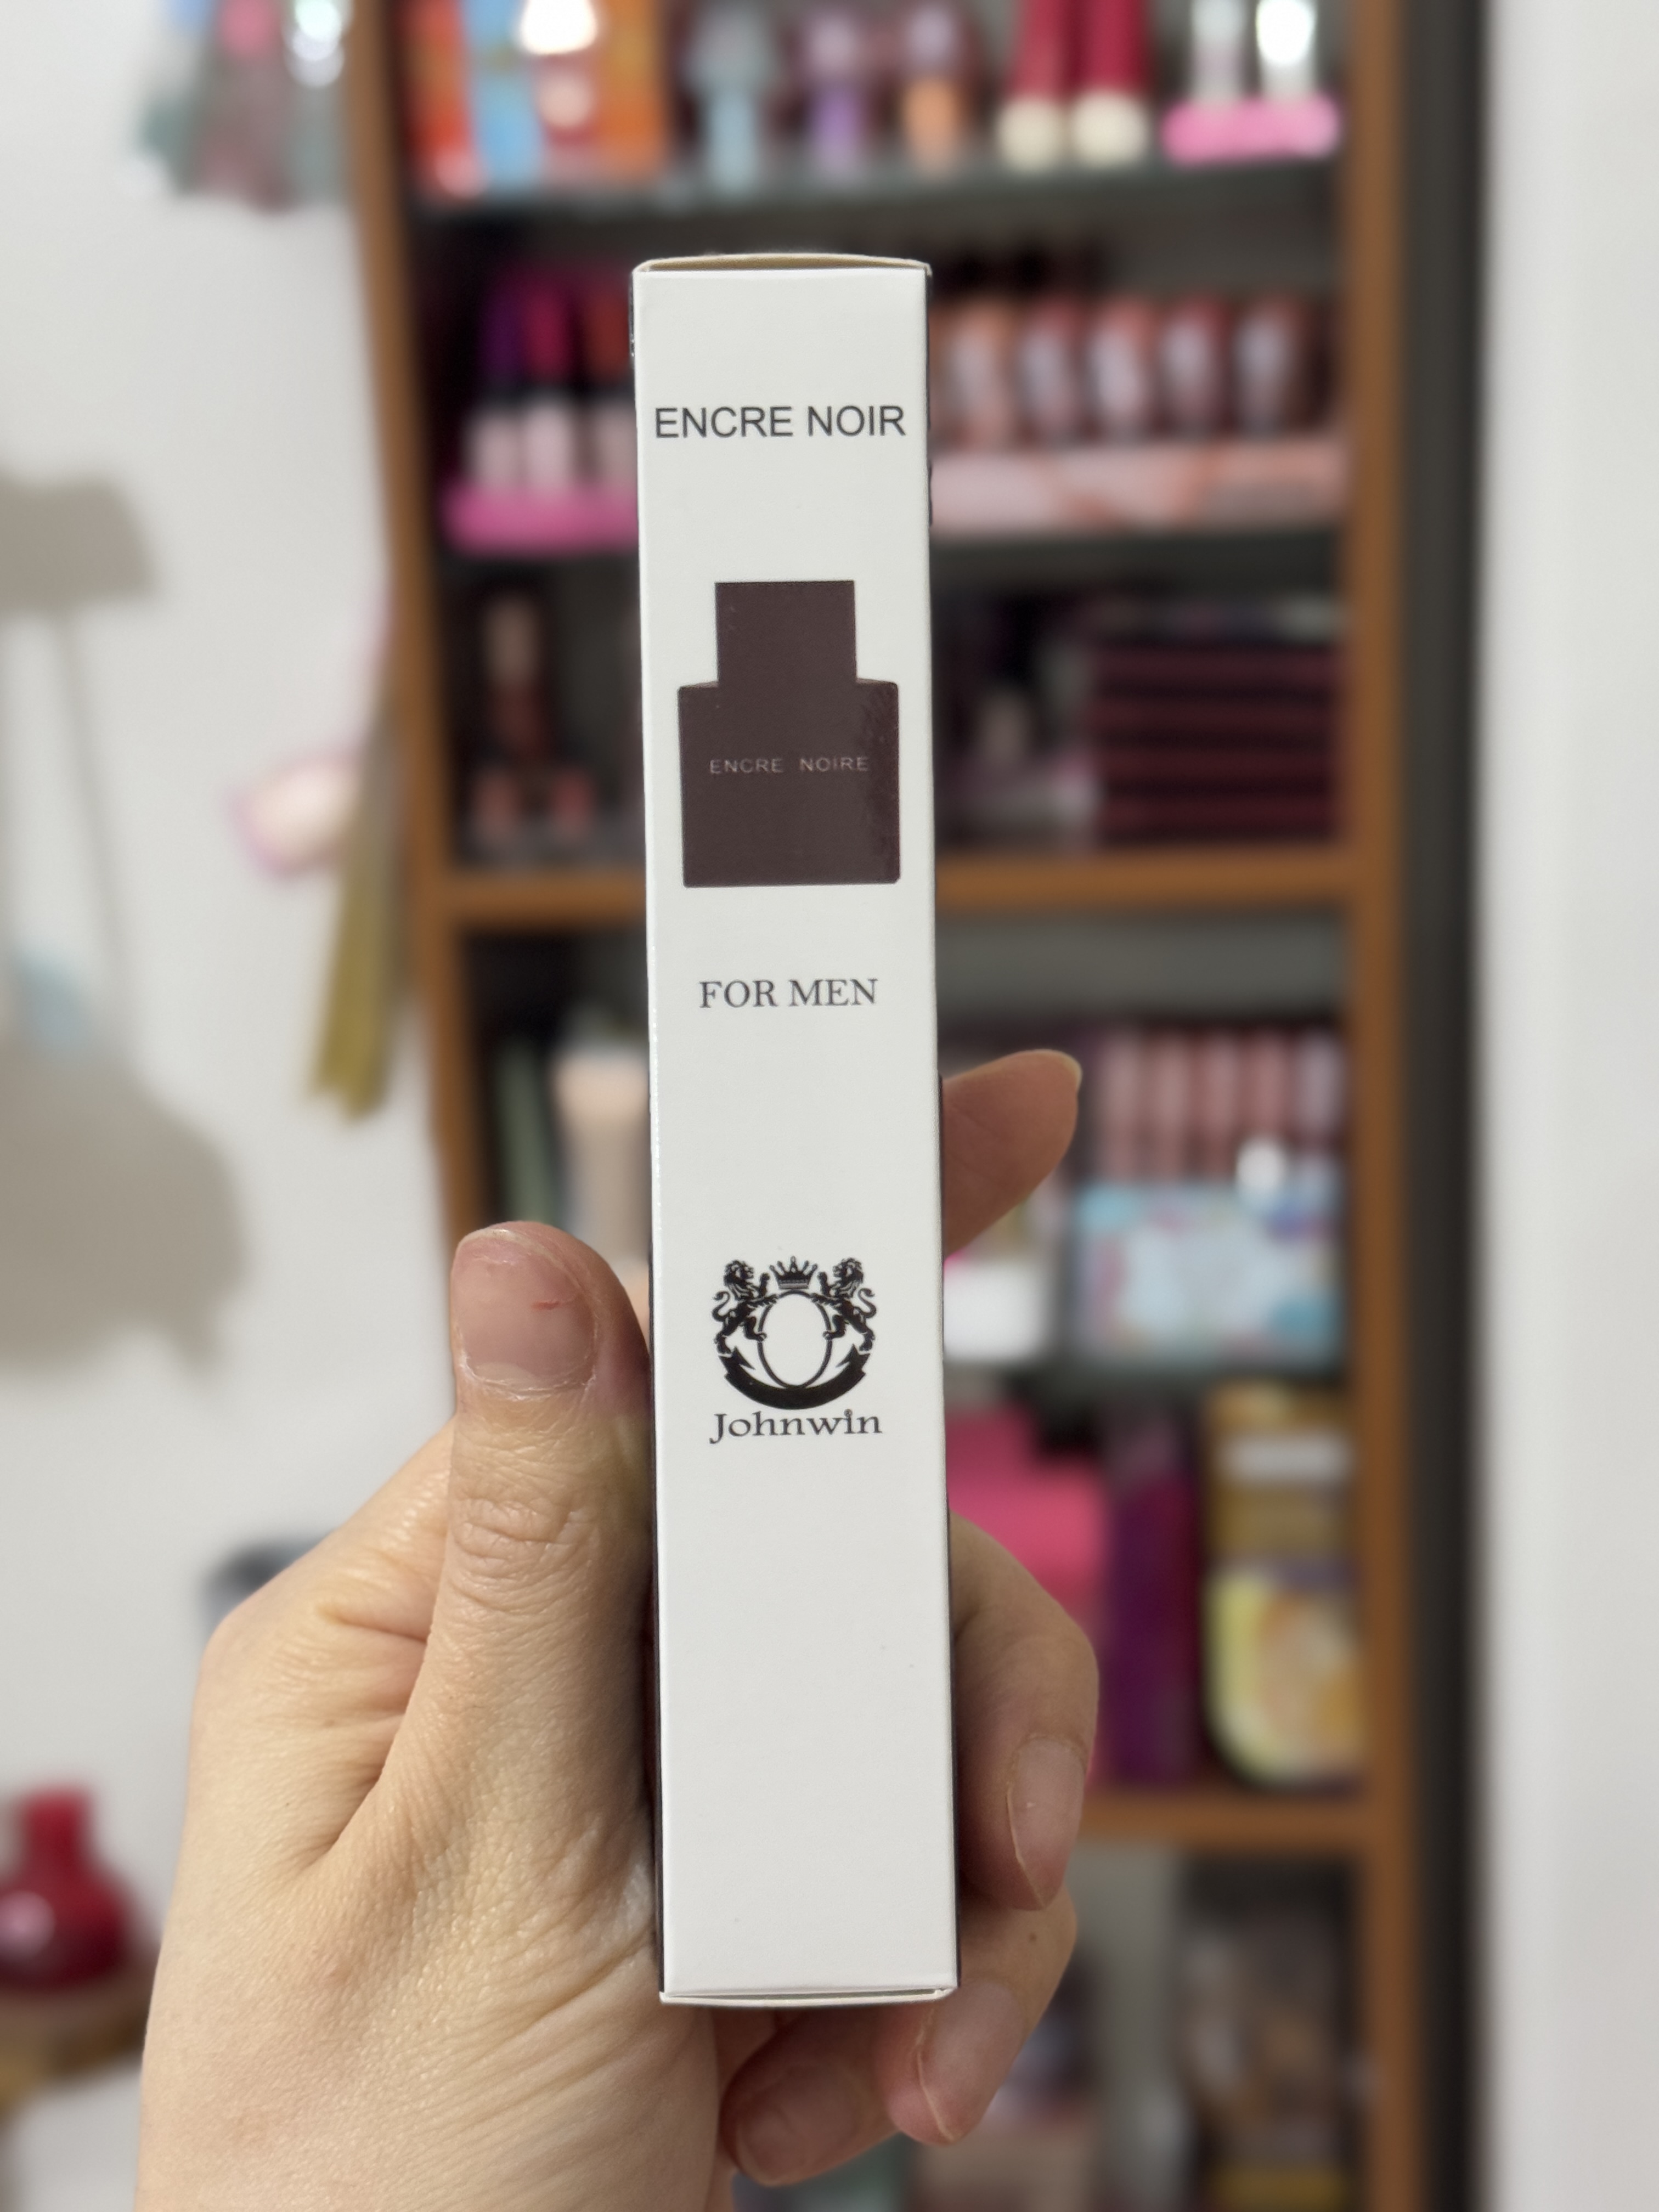 ENCRE NOIR
ENCRE NOIRE
FOR MEN
Johnwin